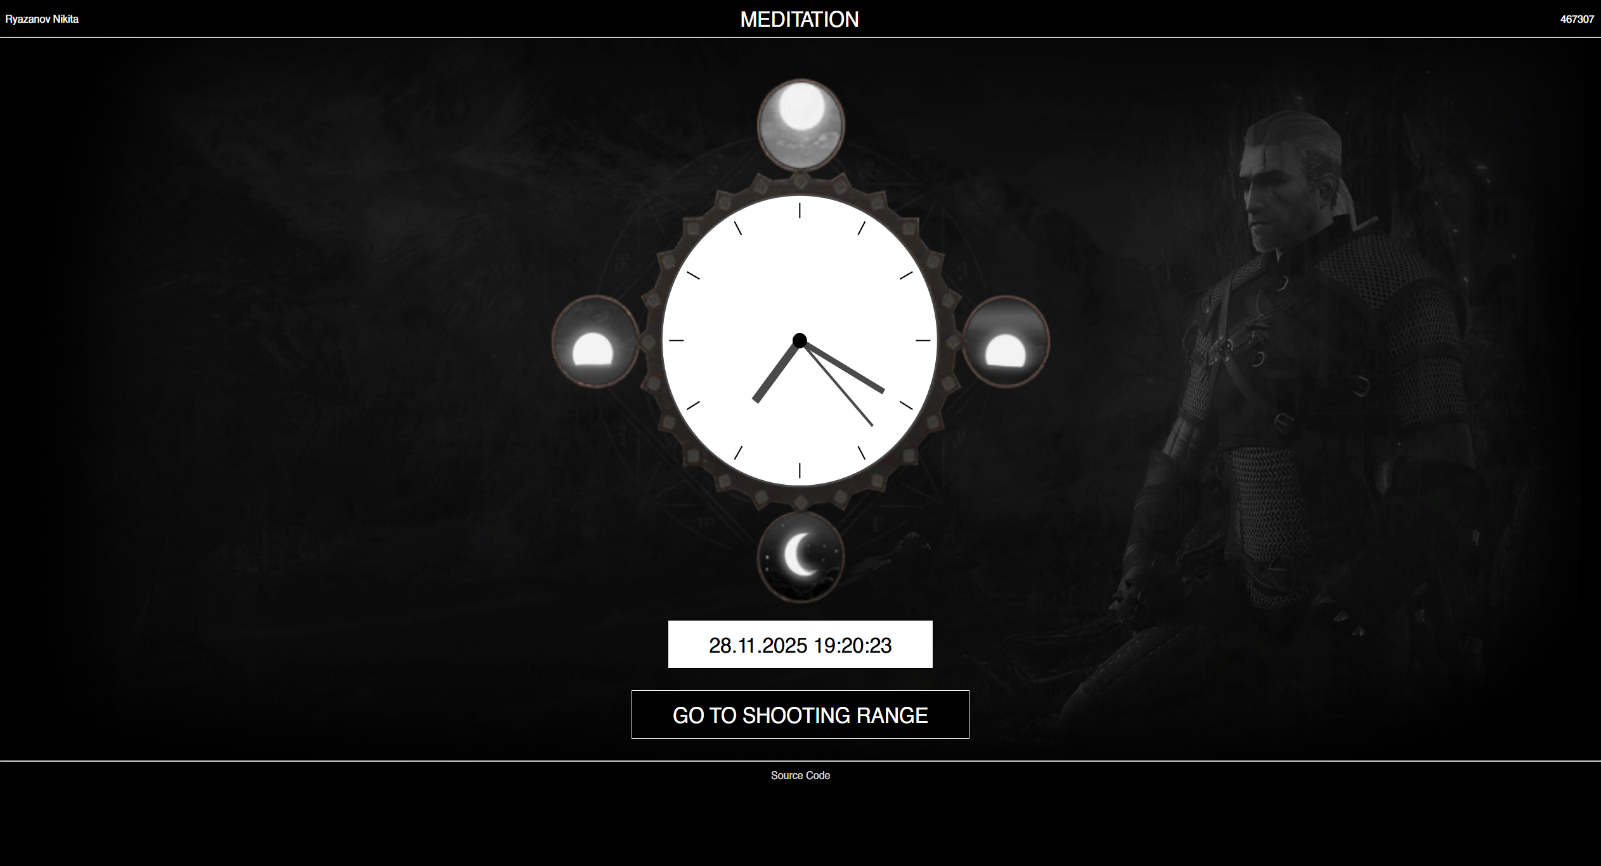 Ryazanov Nikita
MEDITATION
467307
28.11.2025 19:20:23
GO TO SHOOTING RANGE
Source Code